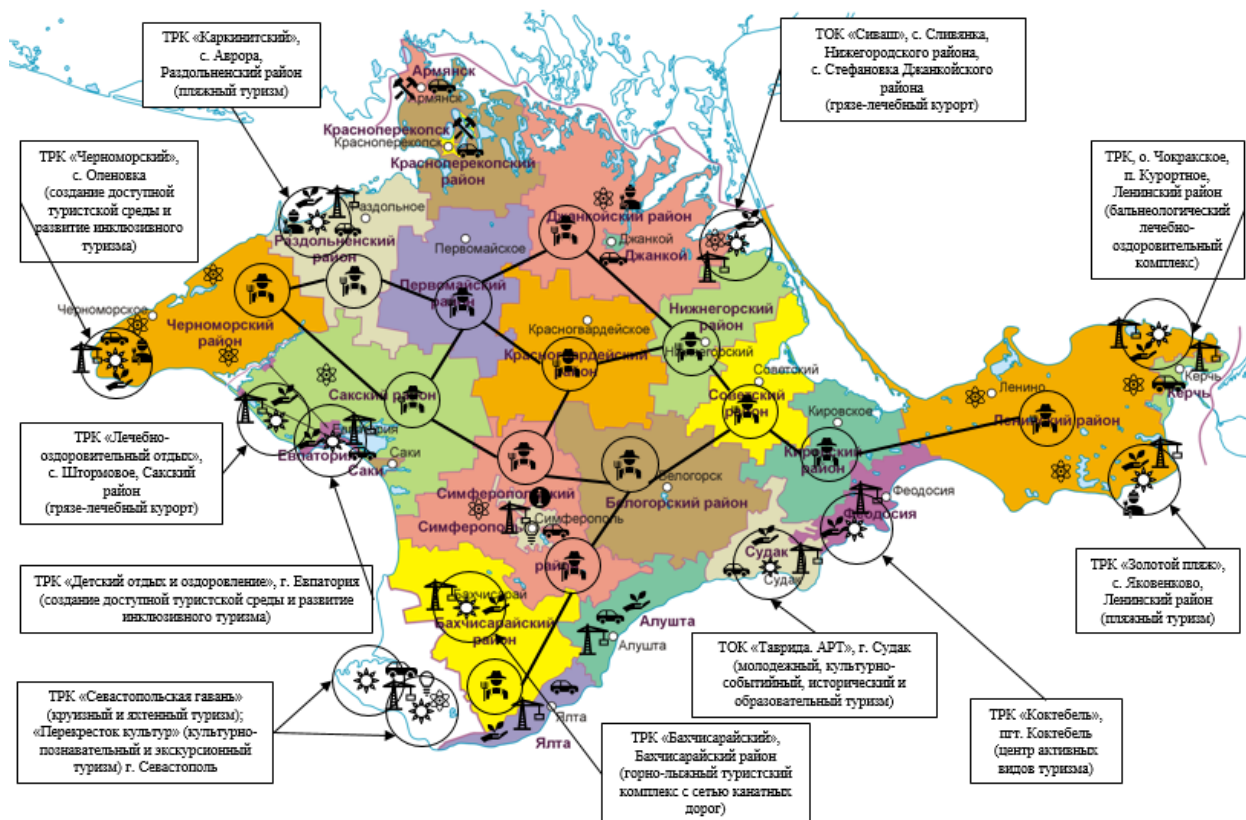 ТРК «Каркинитский»,
с. Аврора,
Раздольненский район
(пляжный туризм)
ТОК «Сиваш», с. Сливянка,
Нижегородского района,
с. Стефановка Джанкойского
района
(грязе-лечебный курорт)
ТРК «Черноморский»,
с. Оленовка
(создание доступной
туристской среды и
развитие инклюзивного
туризма)
ТРК, о. Чокракское,
п. Курортное,
Ленинский район
(бальнеологический
лечебно-
оздоровительный
комплекс)
Армянск
Армянск
Красноперекопск
Красноперекопск
Красноперекопский
район
Раздольное
Раздольненский
район
Первомайское
Первомайский
район
Джанкойский район
Джанкой
Джанкой
Черноморское
Черноморский
район
Красногвардейское
Красногвардейский
район
Нижнегорский
район
Нижнегорский
Советский
Советский
район
Сакский район
Евпатория
Евпатория
Саки
Саки
Кировское
Кировский
район
Ленино
Ленинский район
Керчь
Керчь
Белогорск
Белогорский район
Симферопольский
Симферополь
Симферополь
район
Феодосия
Феодосия
Судак
Судак
Бахчисарай
Бахчисарайский
район
Алушта
Алушта
Ялта
Ялта
ТРК «Лечебно-
оздоровительный отдых»,
с. Штормовое, Сакский
район
(грязе-лечебный курорт)
ТРК «Детский отдых и оздоровление», г. Евпатория
(создание доступной туристской среды и развитие
инклюзивного туризма)
ТРК «Севастопольская гавань»
(круизный и яхтенный туризм);
«Перекресток культур» (культурно-
познавательный и экскурсионный
туризм) г. Севастополь
ТРК «Бахчисарайский»,
Бахчисарайский район
(горно-лыжный туристский
комплекс с сетью канатных
дорог)
ТОК «Таврида. АРТ», г. Судак
(молодежный, культурно-
событийный, исторический и
образовательный туризм)
ТРК «Коктебель»,
пгт. Коктебель
(центр активных
видов туризма)
ТРК «Золотой пляж»,
с. Яковенково,
Ленинский район
(пляжный туризм)